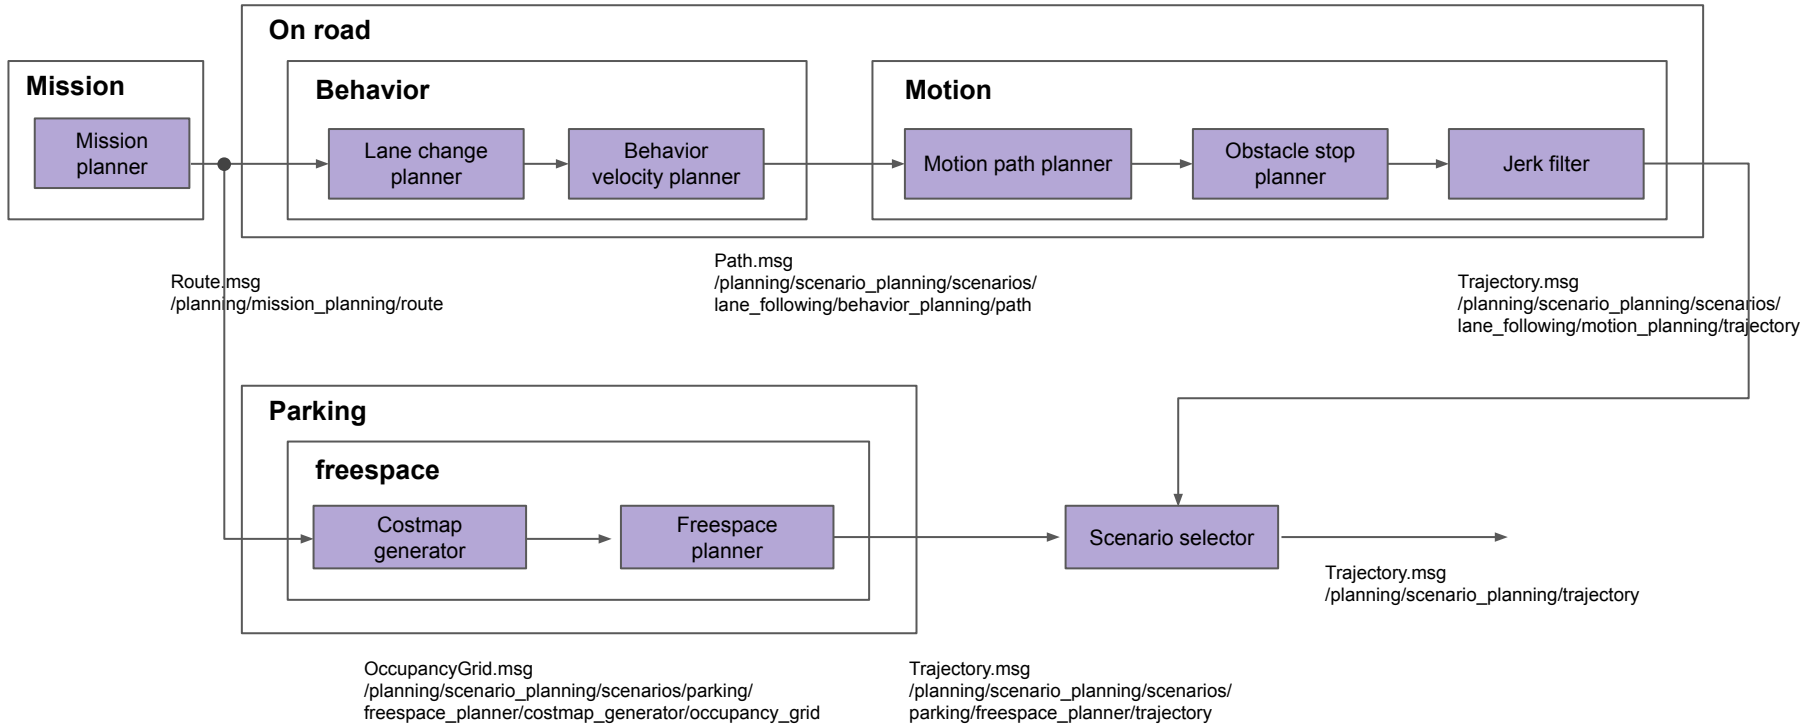 On road
Mission
Behavior
Motion
Mission
planner
Lane change
planner
Behavior
velocity planner
Motion path planner
Obstacle stop
planner
Jerk filter
Route.msg
/planning/mission_planning/route
Path.msg
/planning/scenario_planning/scenarios/
lane_following/behavior_planning/path
Trajectory.msg
/planning/scenario_planning/scenarios/
lane_following/motion_planning/trajectory
Parking
freespace
Costmap
generator
Freespace
planner
Scenario selector
Trajectory.msg
/planning/scenario_planning/trajectory
OccupancyGrid.msg
/planning/scenario_planning/scenarios/parking/
freespace_planner/costmap_generator/occupancy_grid
Trajectory.msg
/planning/scenario_planning/scenarios/
parking/freespace_planner/trajectory